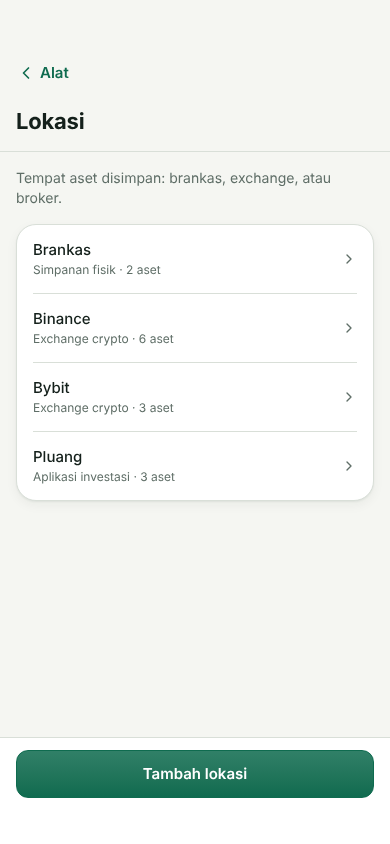 Alat
Lokasi
Tempat aset disimpan: brankas, exchange, atau
broker.
Brankas
Simpanan fisik · 2 aset
Binance
Exchange crypto · 6 aset
Bybit
Exchange crypto · 3 aset
Pluang
Aplikasi investasi · 3 aset
Tambah lokasi